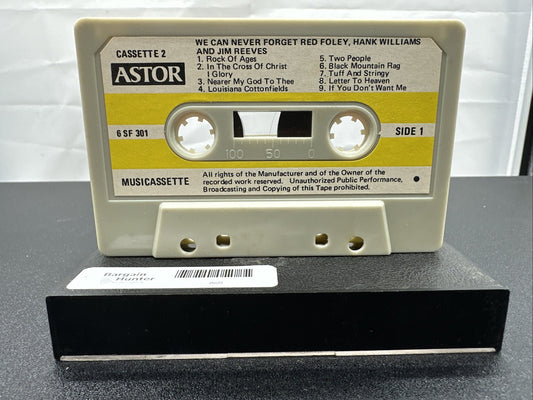 CASSETTE 2
ASTOR
WE CAN NEVER FORGET RED FOLEY, HANK WILLIAMS
AND JIM REEVES
1. Rock Of Ages
2. In The Cross Of Christ
I Glory
3. Nearer My God To Thee
4. Louisiana Cottonfields
5. Two People
6. Black Mountain Rag
7. Tuff And Stringy
8. Letter To Heaven
9. If You Don't Want Me
6 SF 301
100 50 0
SIDE 1
MUSICASSETTE
All rights of the Manufacturer and of the Owner of the
recorded work reserved. Unauthorized Public Performance,
Broadcasting and Copying of this Tape prohibited.
Bargain
Hunter